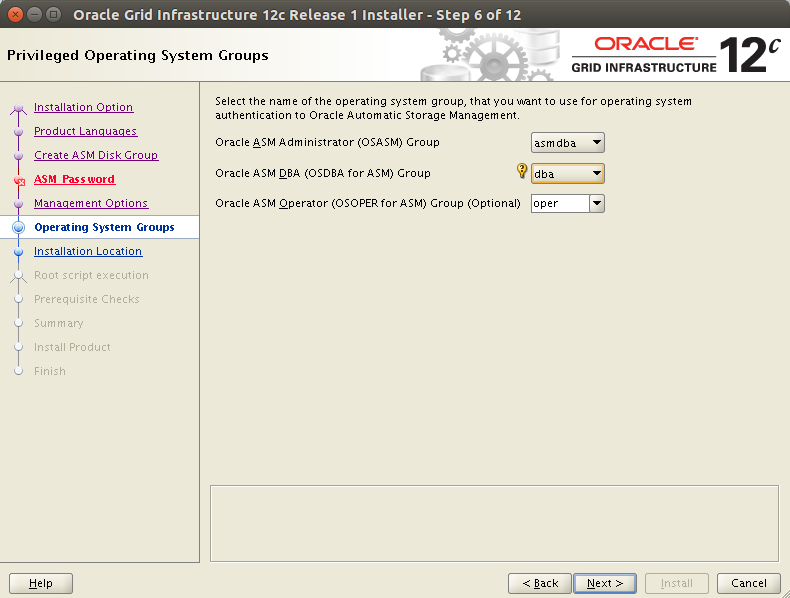 Oracle Grid Infrastructure 12c Release 1 Installer - Step 6 of 12
Privileged Operating System Groups
ORACLE
GRID INFRASTRUCTURE
12c
Installation Option
Product Languages
Create ASM Disk Group
ASM Password
Management Options
Operating System Groups
Installation Location
Root script execution
Prerequisite Checks
Summary
Install Product
Finish
Select the name of the operating system group, that you want to use for operating system
authentication to Oracle Automatic Storage Management.
Oracle ASM Administrator (OSASM) Group
asmdba
Oracle ASM DBA (OSDBA for ASM) Group
dba
Oracle ASM Operator (OSOPER for ASM) Group (Optional)
oper
Help
< Back
Next >
Install
Cancel